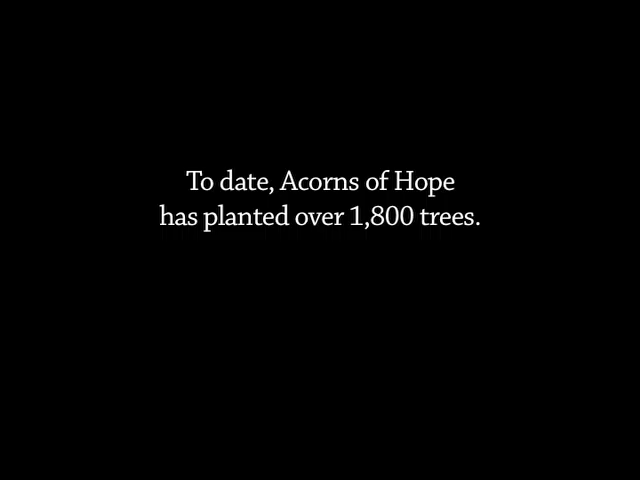 To date, Acorns of Hope
has planted over 1,800 trees.